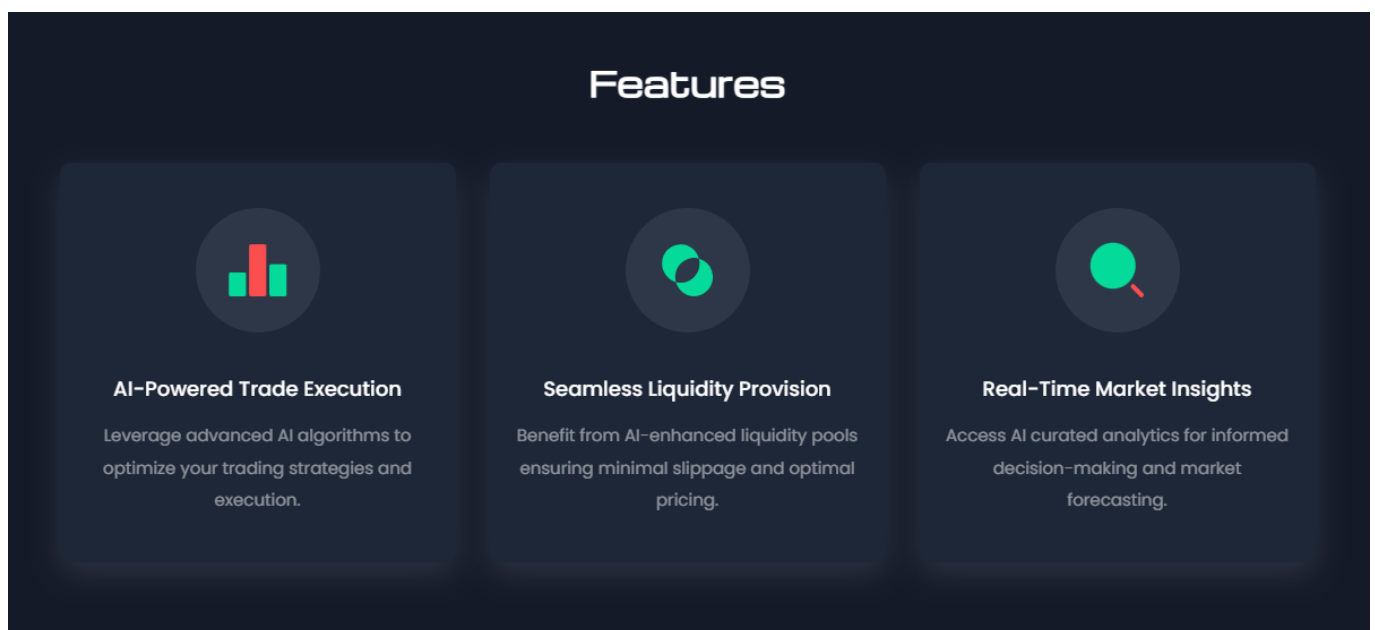 Features
AI-Powered Trade Execution
Leverage advanced AI algorithms to
optimize your trading strategies and
execution.
Seamless Liquidity Provision
Benefit from AI-enhanced liquidity pools
ensuring minimal slippage and optimal
pricing.
Real-Time Market Insights
Access AI curated analytics for informed
decision-making and market
forecasting.